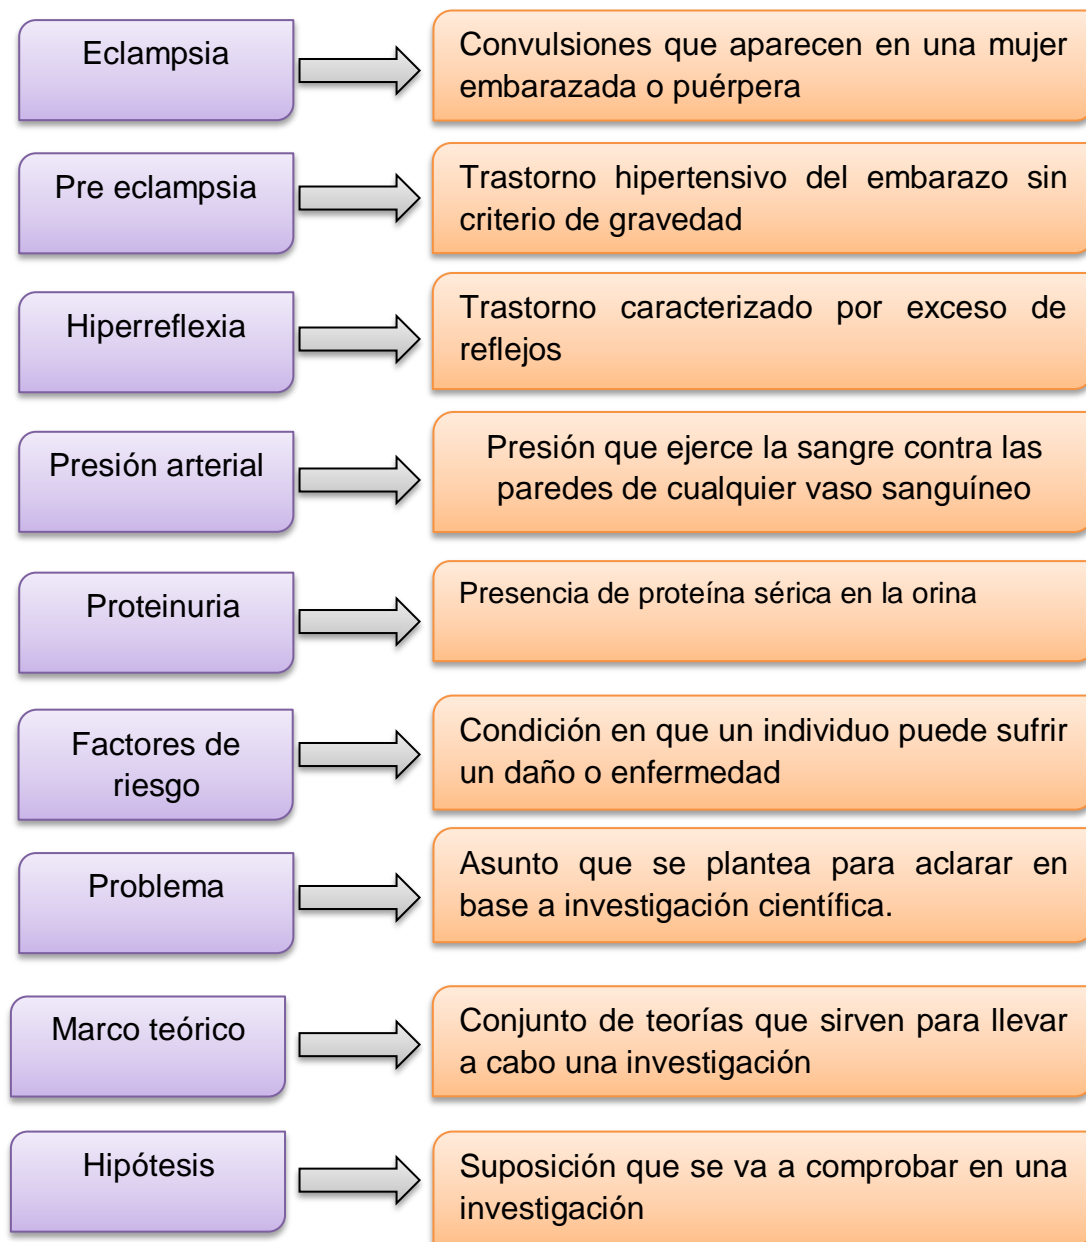 Eclampsia
Convulsiones que aparecen en una mujer
embarazada o puérpera
Pre eclampsia
Trastorno hipertensivo del embarazo sin
criterio de gravedad
Hiperreflexia
Trastorno caracterizado por exceso de
reflejos
Presión arterial
Presión que ejerce la sangre contra las
paredes de cualquier vaso sanguíneo
Proteinuria
Presencia de proteína sérica en la orina
Factores de
riesgo
Condición en que un individuo puede sufrir
un daño o enfermedad
Problema
Asunto que se plantea para aclarar en
base a investigación científica.
Marco teórico
Conjunto de teorías que sirven para llevar
a cabo una investigación
Hipótesis
Suposición que se va a comprobar en una
investigación